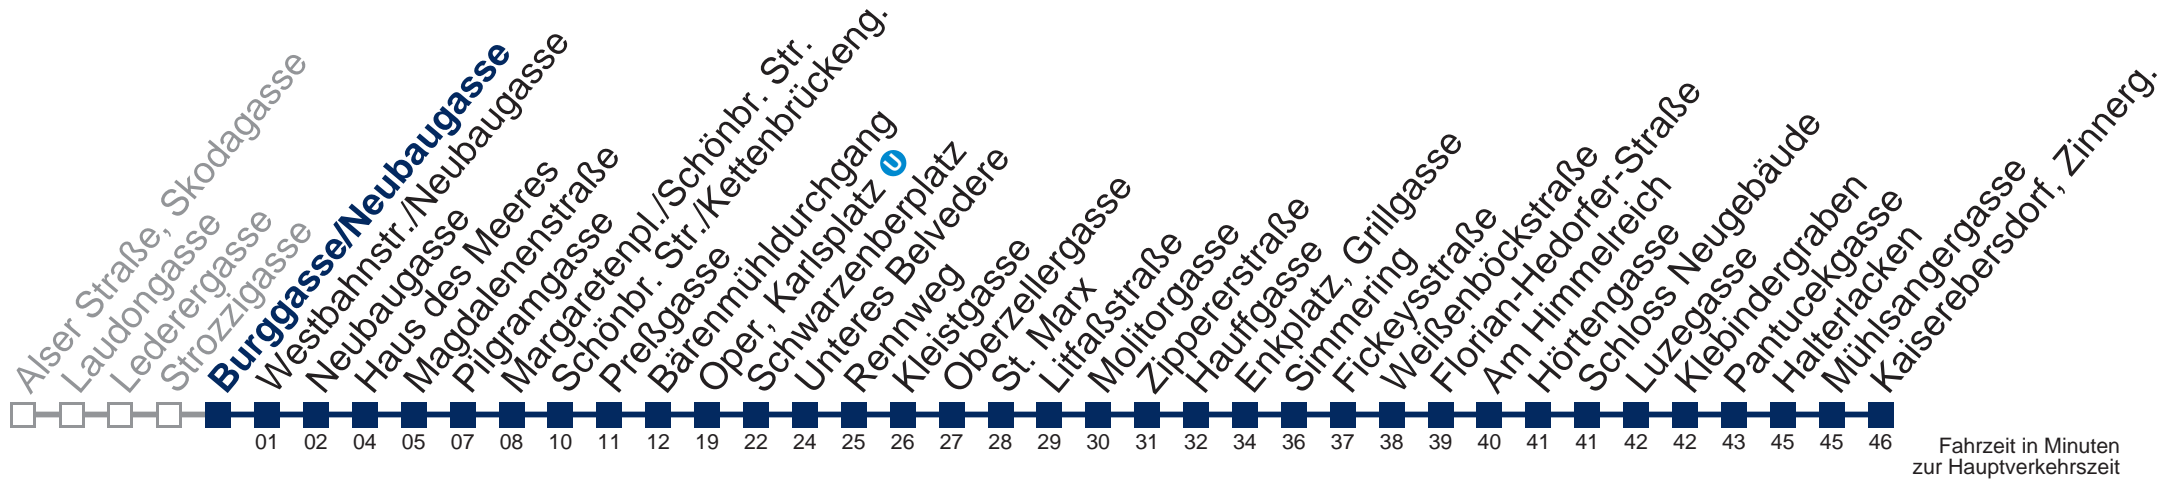 Alser Straße, Skodagasse
Laudongasse
Lederergasse
Strozzigasse
Burggasse/Neubaugasse
Westbahnstr./Neubaugasse
Neubaugasse
Haus des Meeres
Magdalenenstraße
Pilgramgasse
Margaretenpl./Schönbr. Str.
Schönbr. Str./Kettenbrückeng.
Preßgasse
Bärenmühldurchgang
Oper, Karlsplatz U
Schwarzenbergplatz
Unteres Belvedere
Rennweg
Kleistgasse
Oberzellergasse
St. Marx
Litfaßstraße
Molitorgasse
Zippererstraße
Hauffgasse
Enkplatz, Grillgasse
Simmering
Fickeysstraße
Weißenböckstraße
Florian-Hedorfer-Straße
Am Himmelreich
Hörtengasse
Schloss Neugebäude
Luzegasse
Klebindergraben
Pantucekgasse
Halterlacken
Mühlsangergasse
Kaiserebersdorf, Zinnerg.
01 02 04 05 07 08 10 11 12 19 22 24 25 26 27 28 29 30 31 32 34 36 37 38 39 40 41 41 42 42 43 45 45 46
Fahrzeit in Minuten
zur Hauptverkehrszeit